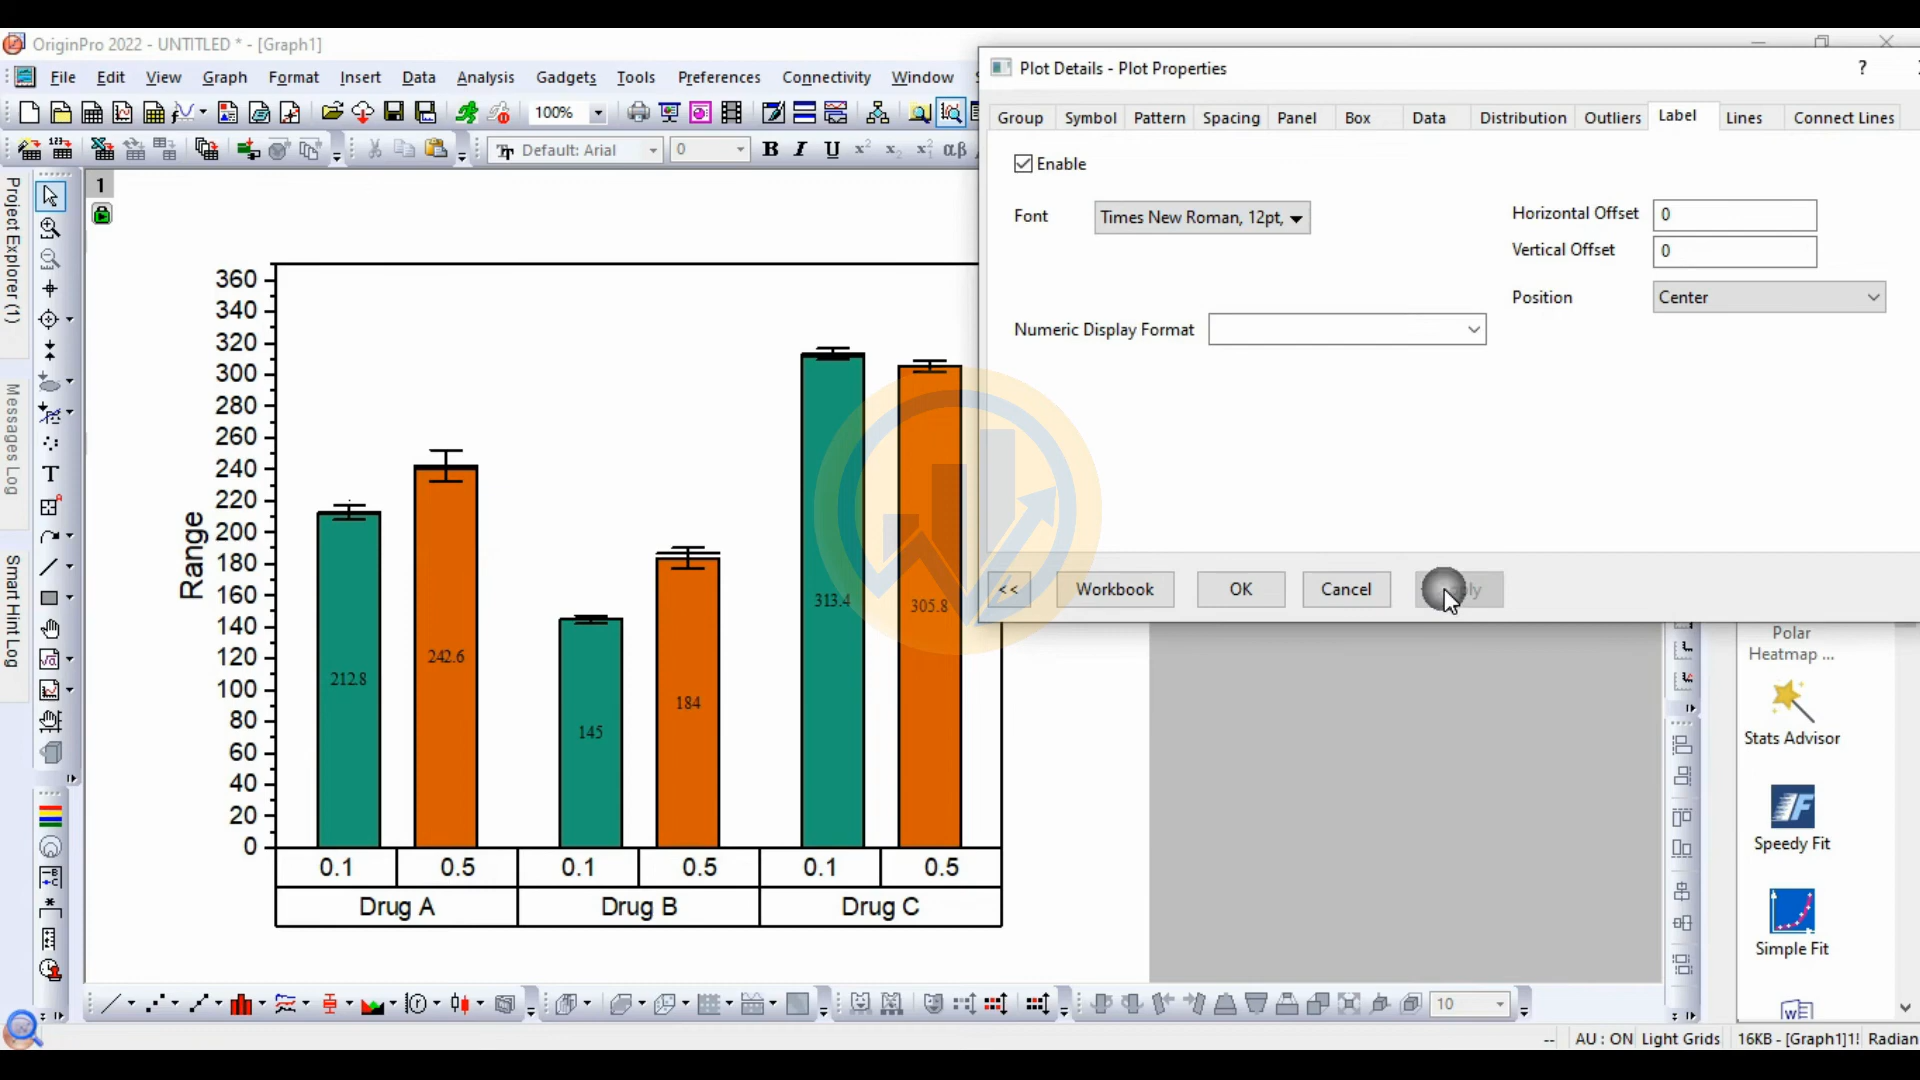 OriginPro 2022 - UNTITLED * - [Graph1]
File Edit View Graph Format Insert Data Analysis Gadgets Tools Preferences Connectivity Window
100%
Default: Arial 0 B I U αβ
Project Explorer (1)
Messages Log
Smart Hint Log
1
Plot Details - Plot Properties
?
Group Symbol Pattern Spacing Panel Box Data Distribution Outliers Label Lines Connect Lines
Enable
Font Times New Roman, 12pt,
Horizontal Offset 0
Vertical Offset 0
Position Center
Numeric Display Format
<< Workbook OK Cancel
Range
360
340
320
300
280
260
240
220
200
180
160
140
120
100
80
60
40
20
0
212.8
242.6
145
184
313.4
305.8
0.1 0.5 0.1 0.5 0.1 0.5
Drug A Drug B Drug C
Polar
Heatmap ...
Stats Advisor
Speedy Fit
Simple Fit
10
-- AU : ON Light Grids 16KB - [Graph1]1! Radian